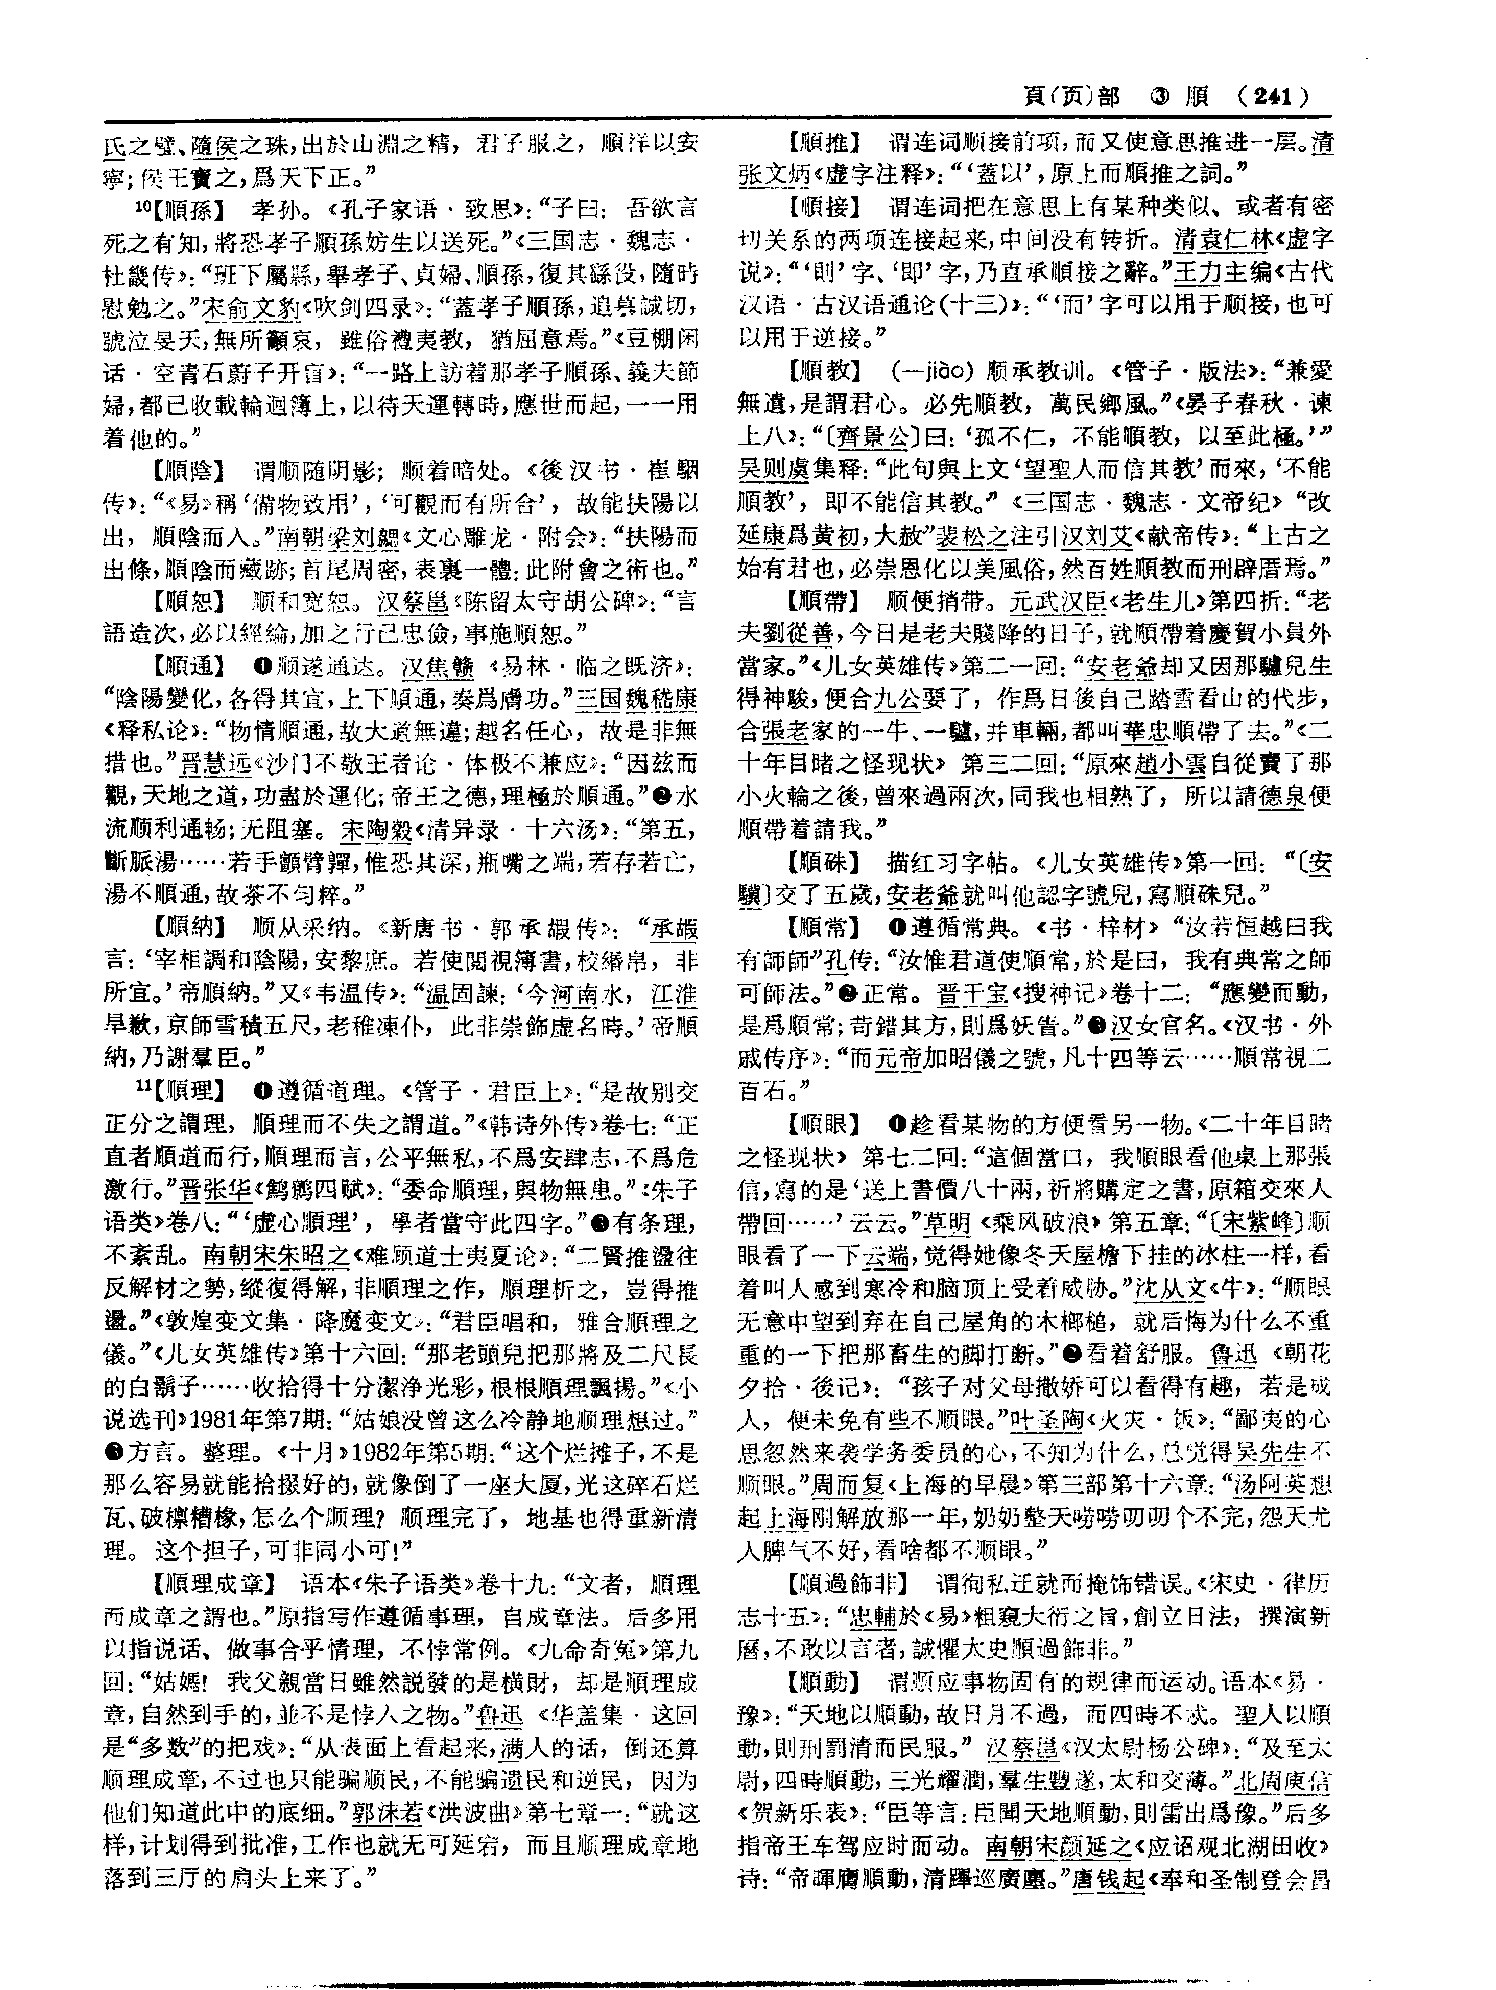 頁(页)部 ③ 順 (241)
氏之璧、隨侯之珠,出於山淵之精,君子服之,順祥以安
寧;侯王寶之,爲天下正。”
10【順孫】 孝孙。《孔子家语·致思》:“子曰:吾欲言
死之有知,將恐孝子順孫妨生以送死。”《三国志·魏志·
杜畿传》:“班下屬縣,舉孝子、貞婦、順孫,復其繇役,隨時
慰勉之。”宋俞文豹《吹剑四录》:“蓋孝子順孫,追慕誠切,
號泣旻天,無所籲哀,雖俗禮夷教,猶屈意焉。”《豆棚闲
话·空青石蔚子开盲》:“一路上訪着那孝子順孫、義夫節
婦,都已收載輪迴簿上,以待天運轉時,應世而起,一一用
着他的。”
【順陰】 谓顺随阴影;顺着暗处。《後汉书·崔駰
传》:“《易》稱‘備物致用’,‘可觀而有所合’,故能扶陽以
出,順陰而入。”南朝梁刘勰《文心雕龙·附会》:“扶陽而
出條,順陰而藏跡;首尾周密,表裏一體:此附會之術也。”
【順恕】 顺和宽恕。汉蔡邕《陈留太守胡公碑》:“言
語造次,必以經綸,加之行己忠儉,事施順恕。”
【順通】 ❶顺遂通达。汉焦赣《易林·临之既济》:
“陰陽變化,各得其宜,上下順通,奏爲膚功。”三国魏嵇康
《释私论》:“物情順通,故大道無違;越名任心,故是非無
措也。”晋慧远《沙门不敬王者论·体极不兼应》:“因兹而
觀,天地之道,功盡於運化;帝王之德,理極於順通。”❷水
流顺利通畅;无阻塞。宋陶穀《清异录·十六汤》:“第五,
斷脈湯……若手顫臂嚲,惟恐其深,瓶嘴之端,若存若亡,
湯不順通,故茶不匀粹。”
【順納】 顺从采纳。《新唐书·郭承嘏传》:“承嘏
言:‘宰相調和陰陽,安黎庶。若使閲視簿書,校緡帛,非
所宜。’帝順納。”又《韦温传》:“温固諫:‘今河南水,江淮
旱歉,京師雪積五尺,老稚凍仆,此非崇飾虚名時。’帝順
納,乃謝羣臣。”
11【順理】 ❶遵循道理。《管子·君臣上》:“是故别交
正分之謂理,順理而不失之謂道。”《韩诗外传》卷七:“正
直者順道而行,順理而言,公平無私,不爲安肆志,不爲危
激行。”晋张华《鹪鹩四赋》:“委命順理,與物無患。”《朱子
语类》卷八:“‘虚心順理’,學者當守此四字。”❷有条理,
不紊乱。南朝宋朱昭之《难顾道士夷夏论》:“二賢推盪往
反解材之勢,縱復得解,非順理之作,順理析之,豈得推
盪。”《敦煌变文集·降魔变文》:“君臣唱和,雅合順理之
儀。”《儿女英雄传》第十六回:“那老頭兒把那將及二尺長
的白鬍子……收拾得十分潔浄光彩,根根順理飄揚。”《小
说选刊》1981年第7期:“姑娘没曾这么冷静地顺理想过。”
❸方言。整理。《十月》1982年第5期:“这个烂摊子,不是
那么容易就能拾掇好的,就像倒了一座大厦,光这碎石烂
瓦、破檩糟椽,怎么个顺理?顺理完了,地基也得重新清
理。这个担子,可非同小可!”
【順理成章】 语本《朱子语类》卷十九:“文者,順理
而成章之謂也。”原指写作遵循事理,自成章法。后多用
以指说话、做事合乎情理,不悖常例。《九命奇冤》第九
回:“姑媽!我父親當日雖然説發的是横財,却是順理成
章,自然到手的,並不是悖入之物。”鲁迅《华盖集·这回
是“多数”的把戏》:“从表面上看起来,满人的话,倒还算
顺理成章,不过也只能骗顺民,不能骗遗民和逆民,因为
他们知道此中的底细。”郭沫若《洪波曲》第七章一:“就这
样,计划得到批准,工作也就无可延宕,而且顺理成章地
落到三厅的肩头上来了。”
【順推】 谓连词顺接前项,而又使意思推进一层。清
张文炳《虚字注释》:“‘蓋以’,原上而順推之詞。”
【順接】 谓连词把在意思上有某种类似、或者有密
切关系的两项连接起来,中间没有转折。清袁仁林《虚字
说》:“‘則’字、‘即’字,乃直承順接之辭。”王力主编《古代
汉语·古汉语通论(十三)》:“‘而’字可以用于顺接,也可
以用于逆接。”
【順教】 (—jiào) 顺承教训。《管子·版法》:“兼愛
無遺,是謂君心。必先順教,萬民鄉風。”《晏子春秋·谏
上八》:“〔齊景公〕曰:‘孤不仁,不能順教,以至此極。’”
吴则虞集释:“此句與上文‘望聖人而信其教’而來,‘不能
順教’,即不能信其教。”《三国志·魏志·文帝纪》“改
延康爲黄初,大赦”裴松之注引汉刘艾《献帝传》:“上古之
始有君也,必崇恩化以美風俗,然百姓順教而刑辟厝焉。”
【順帶】 顺便捎带。元武汉臣《老生儿》第四折:“老
夫劉從善,今日是老夫賤降的日子,就順帶着慶賀小員外
當家。”《儿女英雄传》第二一回:“安老爺却又因那驢兒生
得神駿,便合九公要了,作爲日後自己踏雪看山的代步,
合張老家的一牛、一驢,并車輛,都叫華忠順帶了去。”《二
十年目睹之怪现状》第三二回:“原來趙小雲自從賣了那
小火輪之後,曾來過兩次,同我也相熟了,所以請德泉便
順帶着請我。”
【順硃】 描红习字帖。《儿女英雄传》第一回:“〔安
驥〕交了五歲,安老爺就叫他認字號兒,寫順硃兒。”
【順常】 ❶遵循常典。《书·梓材》“汝若恒越曰我
有師師”孔传:“汝惟君道使順常,於是曰,我有典常之師
可師法。”❷正常。晋干宝《搜神记》卷十二:“應變而動,
是爲順常;苟錯其方,則爲妖眚。”❸汉女官名。《汉书·外
戚传序》:“而元帝加昭儀之號,凡十四等云……順常視二
百石。”
【順眼】 ❶趁看某物的方便看另一物。《二十年目睹
之怪现状》第七二回:“這個當口,我順眼看他桌上那張
信,寫的是‘送上書價八十兩,祈將購定之書,原箱交來人
帶回……’云云。”草明《乘风破浪》第五章:“〔宋紫峰〕顺
眼看了一下云端,觉得她像冬天屋檐下挂的冰柱一样,看
着叫人感到寒冷和脑顶上受着威胁。”沈从文《牛》:“顺眼
无意中望到弃在自己屋角的木榔槌,就后悔为什么不重
重的一下把那畜生的脚打断。”❷看着舒服。鲁迅《朝花
夕拾·後记》:“孩子对父母撒娇可以看得有趣,若是成
人,便未免有些不顺眼。”叶圣陶《火灾·饭》:“鄙夷的心
思忽然来袭学务委员的心,不知为什么,总觉得吴先生不
顺眼。”周而复《上海的早晨》第三部第十六章:“汤阿英想
起上海刚解放那一年,奶奶整天唠唠叨叨个不完,怨天尤
人脾气不好,看啥都不顺眼。”
【順過飾非】 谓徇私迁就而掩饰错误。《宋史·律历
志十五》:“忠輔於《易》粗窺大衍之旨,創立日法,撰演新
曆,不敢以言者,誠懼太史順過飾非。”
【順動】 谓顺应事物固有的规律而运动。语本《易·
豫》:“天地以順動,故日月不過,而四時不忒。聖人以順
動,則刑罰清而民服。”汉蔡邕《汉太尉杨公碑》:“及至太
尉,四時順動,三光耀潤,羣生豐遂,太和交薄。”北周庾信
《贺新乐表》:“臣等言:臣聞天地順動,則雷出爲豫。”后多
指帝王车驾应时而动。南朝宋颜延之《应诏观北湖田收》
诗:“帝暉膺順動,清蹕巡廣廛。”唐钱起《奉和圣制登会昌